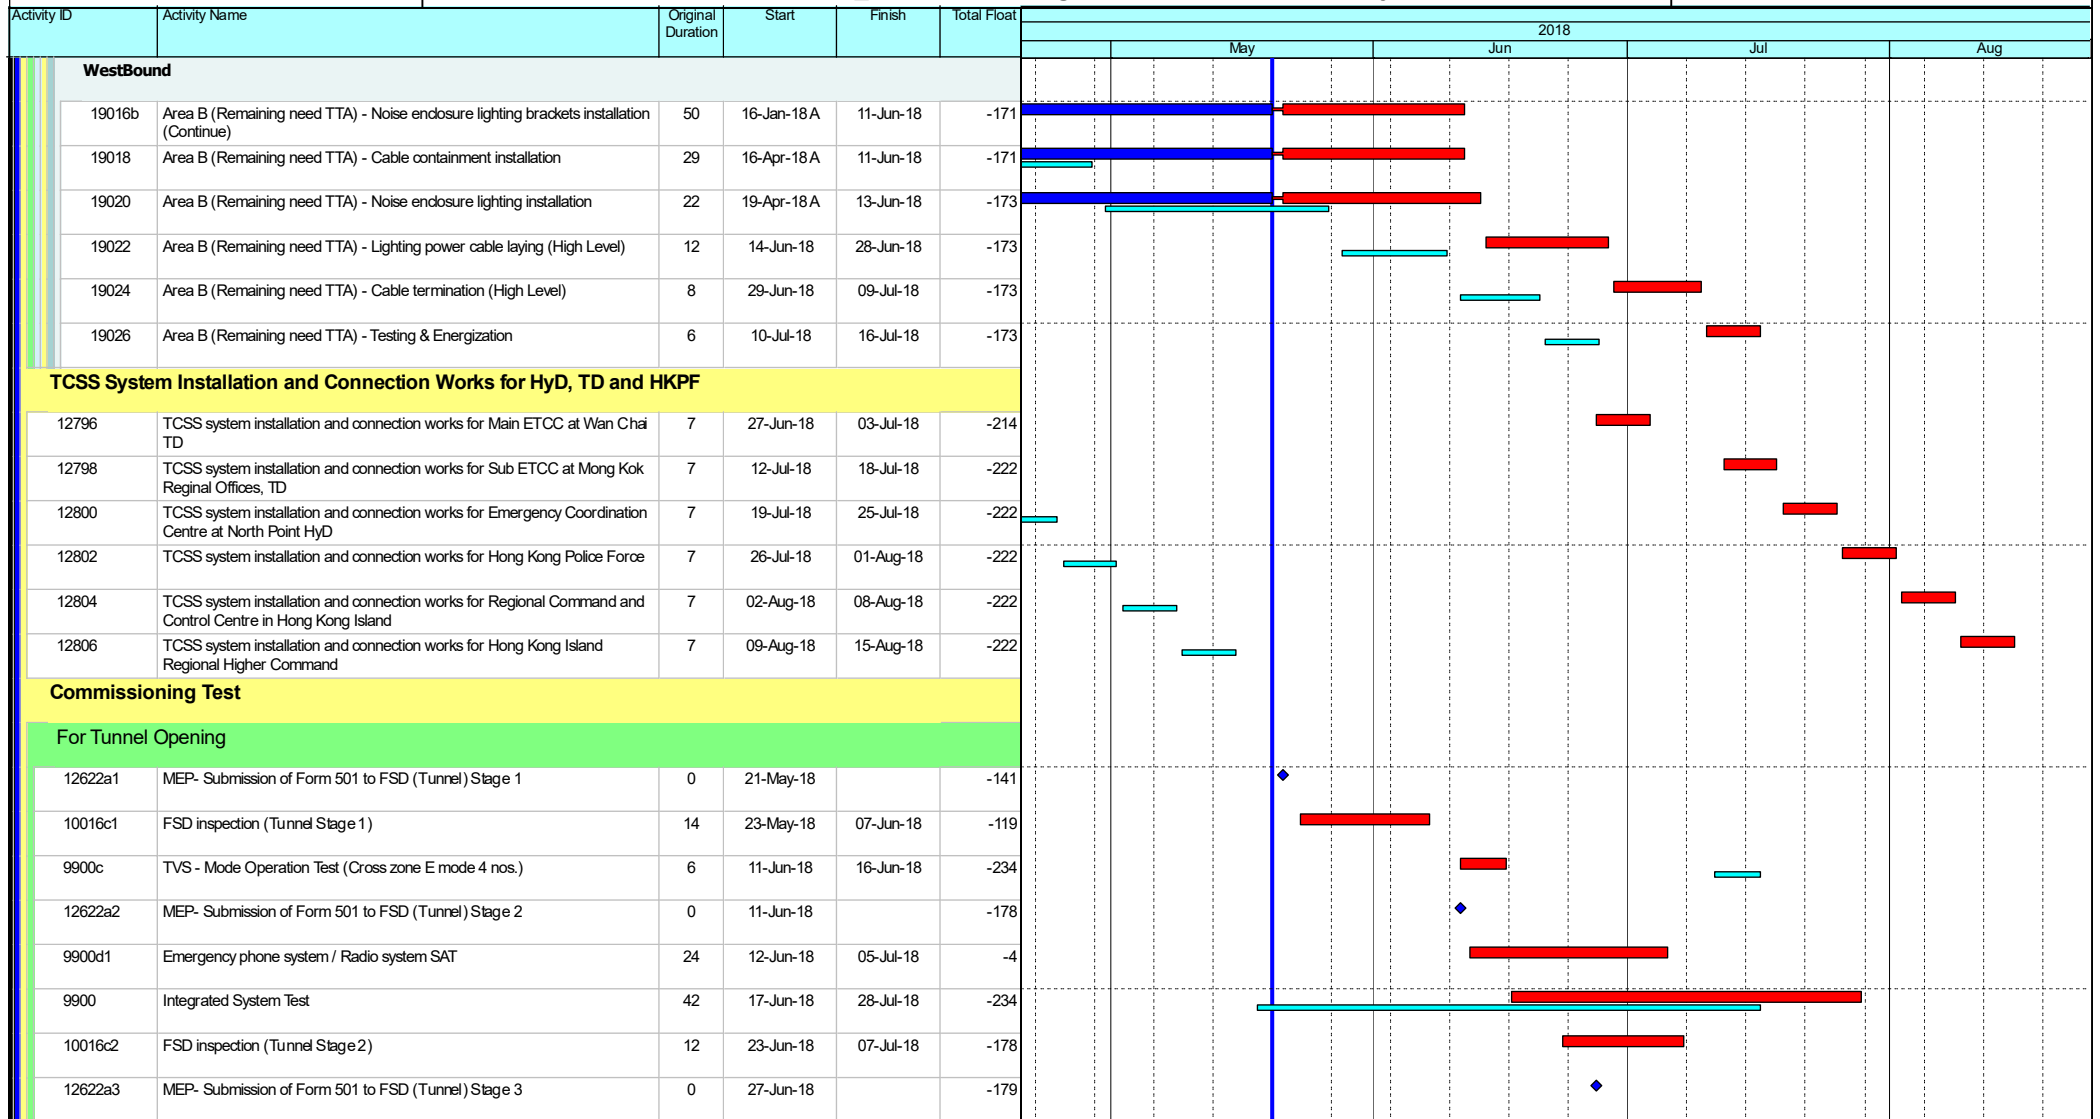 Activity ID Activity Name Original Start Finish Total Float
Duration
2018
May Jun Jul Aug
WestBound
19016b Area B (Remaining need TTA) - Noise enclosure lighting brackets installation 50 16-Jan-18 A 11-Jun-18 -171
(Continue)
19018 Area B (Remaining need TTA) - Cable containment installation 29 16-Apr-18 A 11-Jun-18 -171
19020 Area B (Remaining need TTA) - Noise enclosure lighting installation 22 19-Apr-18 A 13-Jun-18 -173
19022 Area B (Remaining need TTA) - Lighting power cable laying (High Level) 12 14-Jun-18 28-Jun-18 -173
19024 Area B (Remaining need TTA) - Cable termination (High Level) 8 29-Jun-18 09-Jul-18 -173
19026 Area B (Remaining need TTA) - Testing & Energization 6 10-Jul-18 16-Jul-18 -173
TCSS System Installation and Connection Works for HyD, TD and HKPF
12796 TCSS system installation and connection works for Main ETCC at Wan Chai 7 27-Jun-18 03-Jul-18 -214
TD
12798 TCSS system installation and connection works for Sub ETCC at Mong Kok 7 12-Jul-18 18-Jul-18 -222
Reginal Offices, TD
12800 TCSS system installation and connection works for Emergency Coordination 7 19-Jul-18 25-Jul-18 -222
Centre at North Point HyD
12802 TCSS system installation and connection works for Hong Kong Police Force 7 26-Jul-18 01-Aug-18 -222
12804 TCSS system installation and connection works for Regional Command and 7 02-Aug-18 08-Aug-18 -222
Control Centre in Hong Kong Island
12806 TCSS system installation and connection works for Hong Kong Island 7 09-Aug-18 15-Aug-18 -222
Regional Higher Command
Commissioning Test
For Tunnel Opening
12622a1 MEP- Submission of Form 501 to FSD (Tunnel) Stage 1 0 21-May-18 -141
10016c1 FSD inspection (Tunnel Stage 1) 14 23-May-18 07-Jun-18 -119
9900c TVS - Mode Operation Test (Cross zone E mode 4 nos.) 6 11-Jun-18 16-Jun-18 -234
12622a2 MEP- Submission of Form 501 to FSD (Tunnel) Stage 2 0 11-Jun-18 -178
9900d1 Emergency phone system / Radio system SAT 24 12-Jun-18 05-Jul-18 -4
9900 Integrated System Test 42 17-Jun-18 28-Jul-18 -234
10016c2 FSD inspection (Tunnel Stage 2) 12 23-Jun-18 07-Jul-18 -178
12622a3 MEP- Submission of Form 501 to FSD (Tunnel) Stage 3 0 27-Jun-18 -179